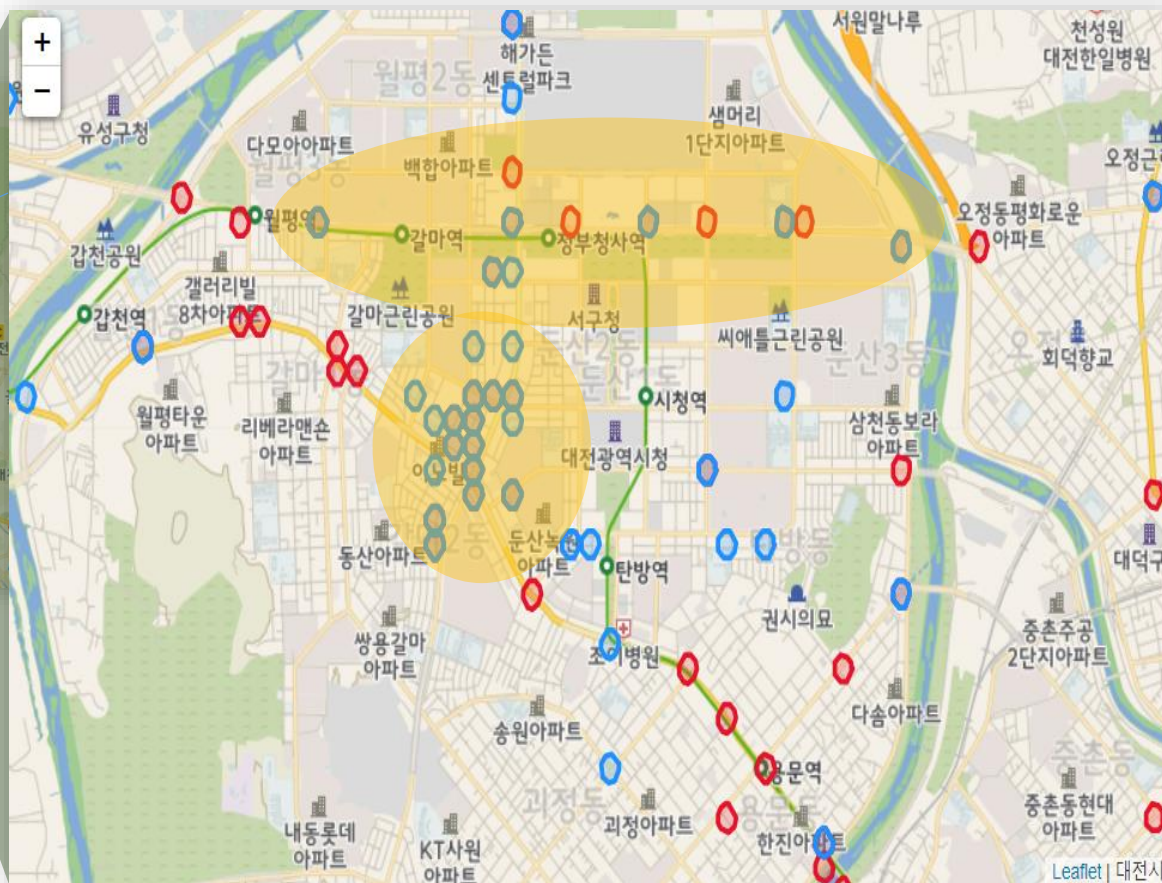 +
−
서원말나루
천성원
대전한일병원
해가든
센트럴파크
월평2동
유성구청
다모아아파트
월평3동
백합아파트
샘머리
1단지아파트
월평역
갈마역
정부청사역
오정동평화로운
아파트
갑천공원
갤러리빌
8차아파트
갈마근린공원
갑천역
서구청
씨애틀근린공원
둔산2동
둔산1동
둔산3동
회덕향교
시청역
월평타운
아파트
리베라맨숀
아파트
대전광역시청
삼천동보라
아파트
동산아파트
둔산녹원
아파트
탄방역
권시의묘
중촌주공
2단지아파트
쌍용갈마
아파트
송원아파트
다솜아파트
용문역
괴정동
괴정아파트
용문동
한진아파트
중촌동
중촌동현대
아파트
내동롯데
아파트
KT사원
아파트
Leaflet | 대전시